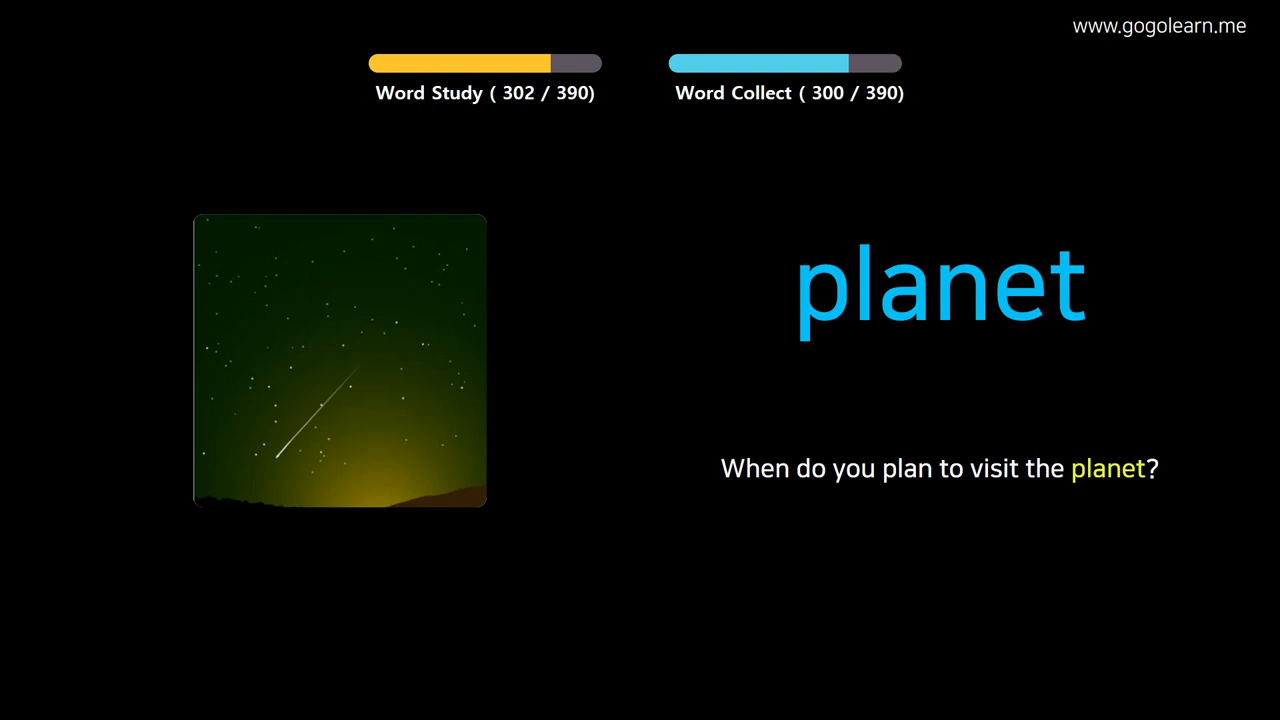 www.gogolearn.me
Word Study ( 302 / 390)
Word Collect ( 300 / 390)
planet
When do you plan to visit the planet?